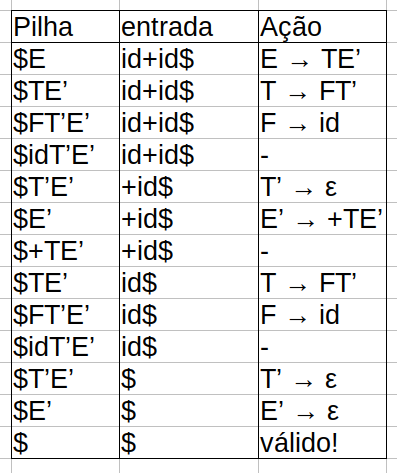 Pilha entrada Ação
$E id+id$ E → TE’
$TE’ id+id$ T → FT’
$FT’E’ id+id$ F → id
$idT’E’ id+id$ -
$T’E’ +id$ T’ → ε
$E’ +id$ E’ → +TE’
$+TE’ +id$ -
$TE’ id$ T → FT’
$FT’E’ id$ F → id
$idT’E’ id$ -
$T’E’ $ T’ → ε
$E’ $ E’ → ε
$ $ válido!